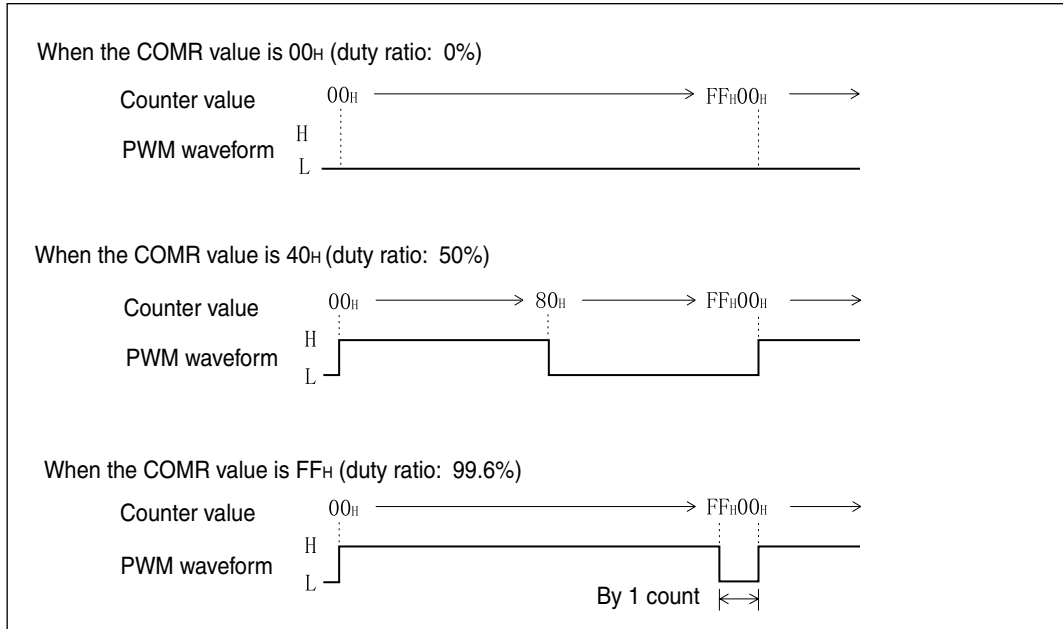 When the COMR value is 00H (duty ratio: 0%)
Counter value 00H FFH00H
H
PWM waveform
L
When the COMR value is 40H (duty ratio: 50%)
Counter value 00H 80H FFH00H
H
PWM waveform
L
When the COMR value is FFH (duty ratio: 99.6%)
Counter value 00H FFH00H
H
PWM waveform
L
By 1 count